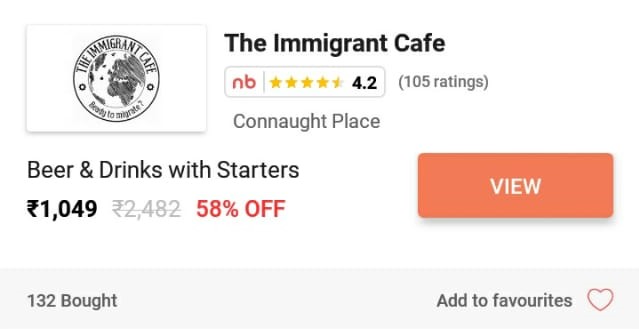 THE IMMIGRANT CAFE
Ready to migrate?
The Immigrant Cafe
nb 4.2 (105 ratings)
Connaught Place
Beer & Drinks with Starters
₹1,049 ₹2,482 58% OFF
VIEW
132 Bought
Add to favourites